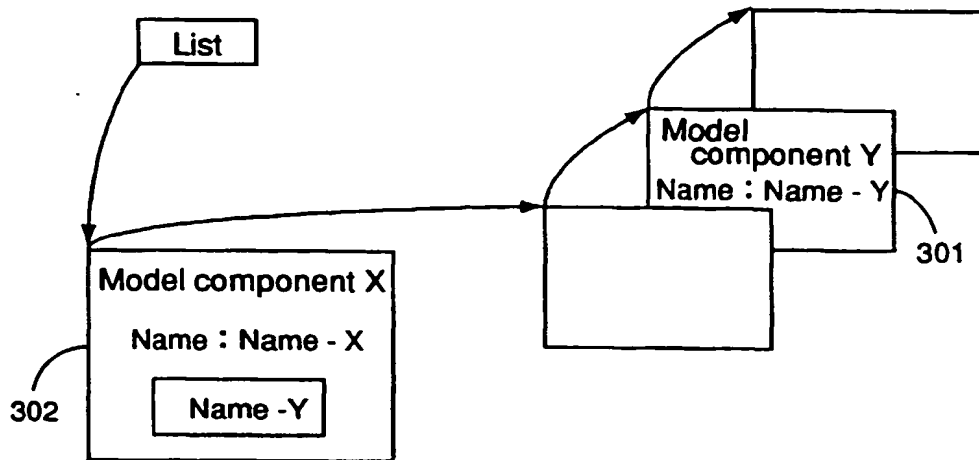 List
Model
component Y
Name : Name - Y
301
Model component X
Name : Name - X
Name -Y
302